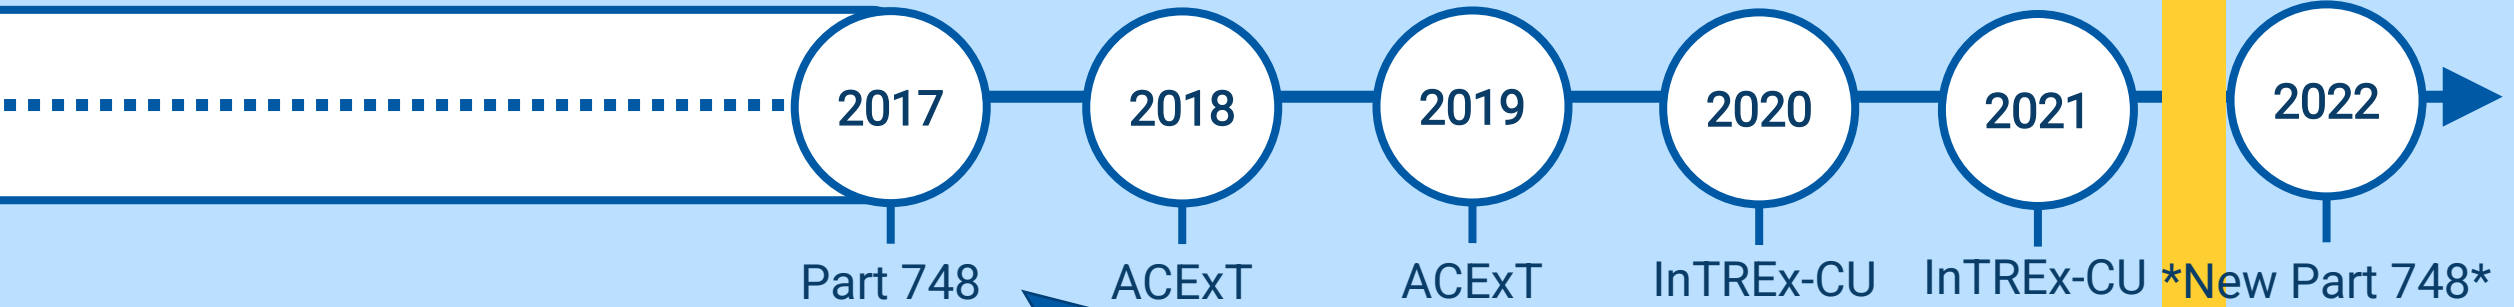 2017 2018 2019 2020 2021 2022
Part 748 ACExT ACExT InTREx-CU InTREx-CU *New Part 748*